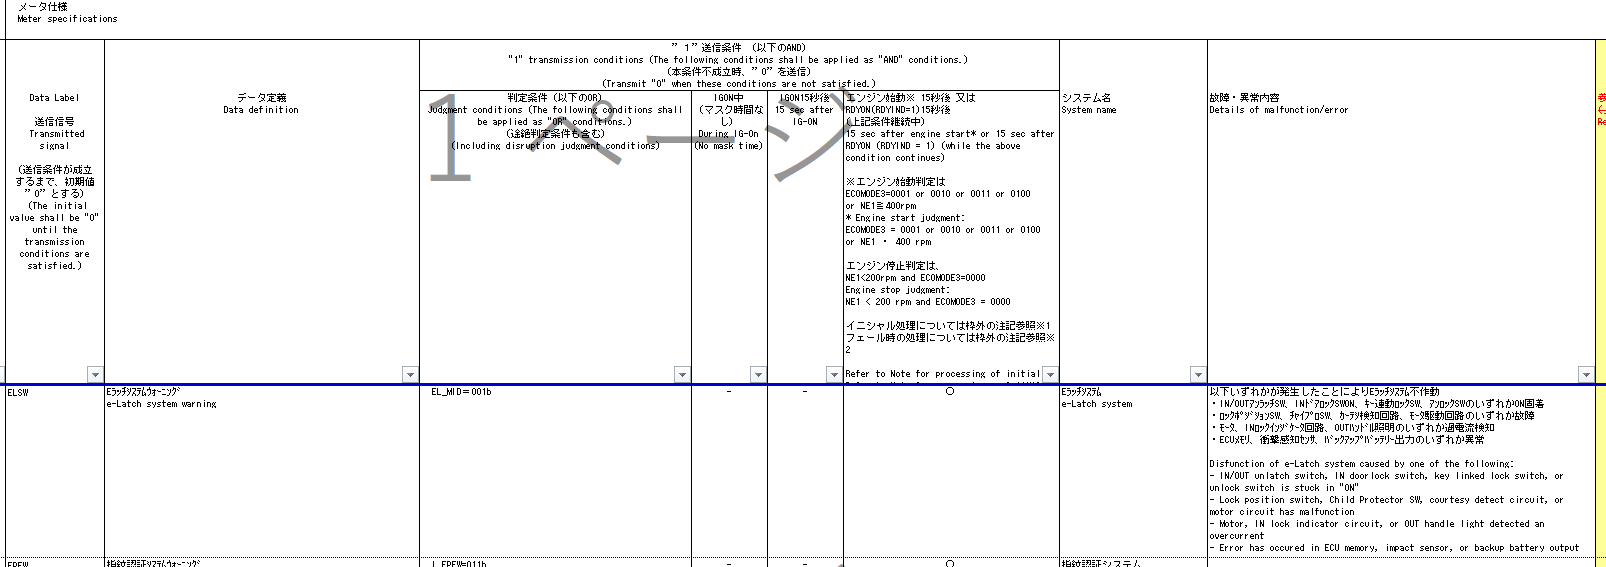 メータ仕様
Meter specifications
Data Label
送信信号
Transmitted
signal
(送信条件が成立
するまで、初期値
”0”とする)
(The initial
value shall be "0"
until the
transmission
conditions are
satisfied.)
データ定義
Data definition
”1”送信条件 (以下のAND)
"1" transmission conditions (The following conditions shall be applied as "AND" conditions.)
(本条件不成立時、”0”を送信)
(Transmit "0" when these conditions are not satisfied.)
判定条件 (以下のOR)
Judgment conditions (The following conditions shall
be applied as "OR" conditions.)
(途絶判定条件も含む)
(Including disruption judgment conditions)
IGON中
(マスク時間な
し)
During IG-On
(No mask time)
IGON15秒後
15 sec after
IG-ON
エンジン始動※ 15秒後 又は
RDYON(RDYIND=1)15秒後
(上記条件継続中)
15 sec after engine start* or 15 sec after
RDYON (RDYIND = 1) (while the above
condition continues)
※エンジン始動判定は
ECOMODE3=0001 or 0010 or 0011 or 0100
or NE1≧400rpm
* Engine start judgment:
ECOMODE3 = 0001 or 0010 or 0011 or 0100
or NE1 ・ 400 rpm
エンジン停止判定は、
NE1<200rpm and ECOMODE3=0000
Engine stop judgment:
NE1 < 200 rpm and ECOMODE3 = 0000
イニシャル処理については枠外の注記参照※1
フェール時の処理については枠外の注記参照※
2
Refer to Note for processing of initial
システム名
System name
故障・異常内容
Details of malfunction/error
1 ページ
ELSW
Eﾗｯﾁｼｽﾃﾑｳｫｰﾆﾝｸﾞ
e-Latch system warning
EL_MID＝001b
-
-
○
Eﾗｯﾁｼｽﾃﾑ
e-Latch system
以下いずれかが発生したことによりEﾗｯﾁｼｽﾃﾑ不作動
・IN/OUTｱﾝﾗｯﾁSW、INﾄﾞｱﾛｯｸSWON、ｷｰ連動ﾛｯｸSW、ｱﾝﾛｯｸSWのいずれかON固着
・ﾛｯｸﾎﾟｼﾞｼｮﾝSW、ﾁｬｲﾌﾟﾛSW、ｶｰﾃｼ検知回路、ﾓｰﾀ駆動回路のいずれか故障
・ﾓｰﾀ、INﾛｯｸｲﾝｼﾞｹｰﾀ回路、OUTﾊﾝﾄﾞﾙ照明のいずれか過電流検知
・ECUﾒﾓﾘ、衝撃感知ｾﾝｻ、ﾊﾞｯｸｱｯﾌﾟﾊﾞｯﾃﾘｰ出力のいずれか異常
Disfunction of e-Latch system caused by one of the following:
- IN/OUT unlatch switch, IN doorlock switch, key linked lock switch, or
unlock switch is stuck in "ON"
- Lock position switch, Child Protector SW, courtesy detect circuit, or
motor circuit has malfunction
- Motor, IN lock indicator circuit, or OUT handle light detected an
overcurrent
- Error has occured in ECU memory, impact sensor, or backup battery output
FPFW
指紋認証ｼｽﾃﾑｳｫｰﾆﾝｸﾞ
-
-
○
指紋認証システム